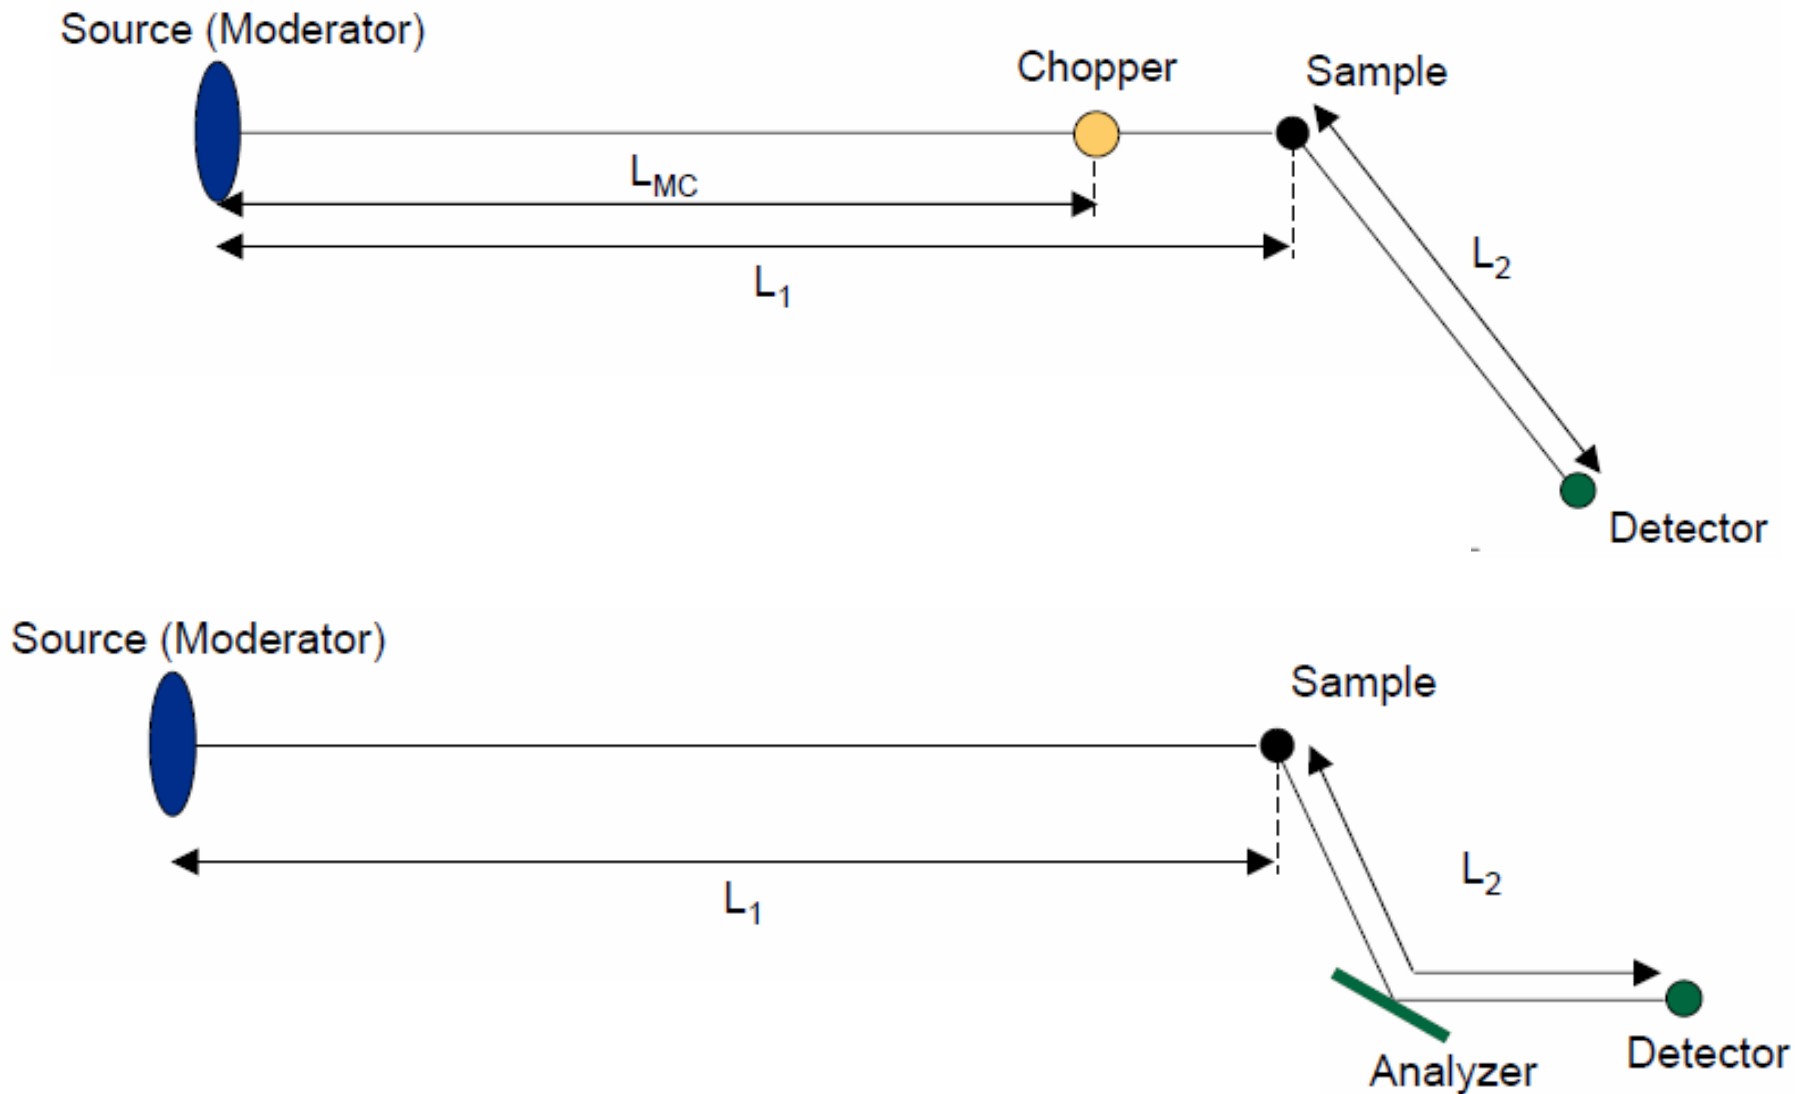 Source (Moderator)
Chopper
Sample
L_MC
L_1
L_2
Detector
Source (Moderator)
Sample
L_1
L_2
Analyzer
Detector